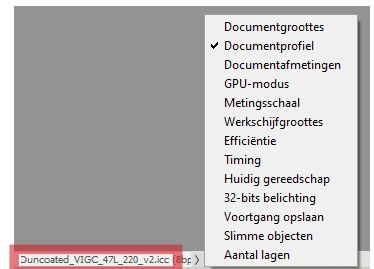 Documentgroottes
Documentprofiel
Documentafmetingen
GPU-modus
Metingsschaal
Werkschijfgroottes
Efficiëntie
Timing
Huidig gereedschap
32-bits belichting
Voortgang opslaan
Slimme objecten
Aantal lagen
Duncoated_VIGC_47L_220_v2.icc (8bp